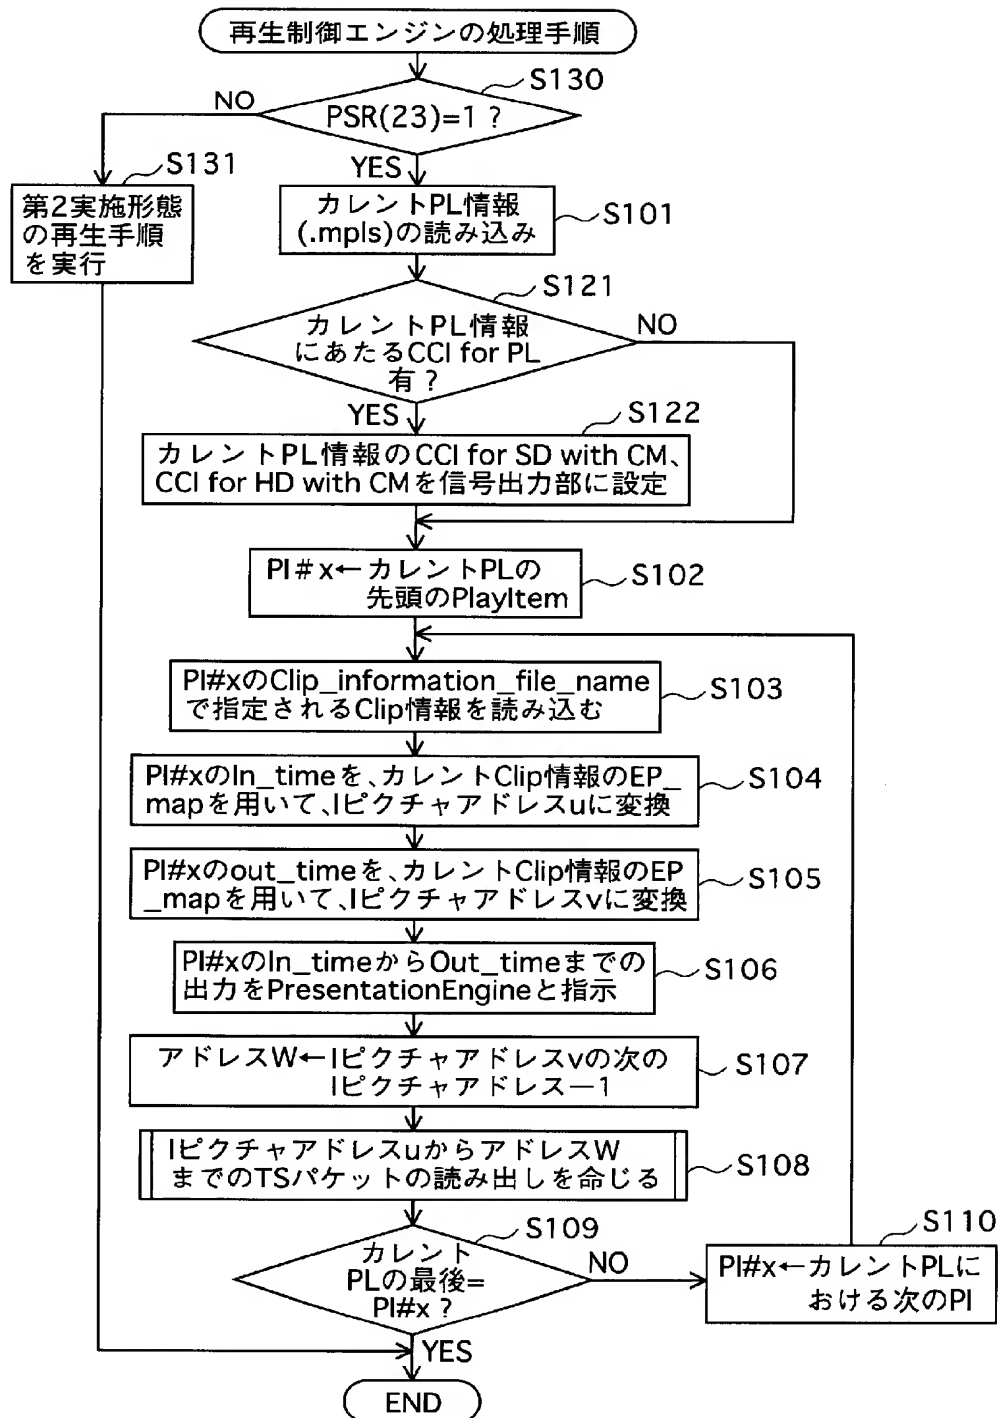 再生制御エンジンの処理手順
S130
PSR(23)=1 ?
NO
YES
S131
第2実施形態
の再生手順
を実行
カレントPL情報
(.mpls)の読み込み
S101
S121
カレントPL情報
にあたるCCI for PL
有?
NO
YES
S122
カレントPL情報のCCI for SD with CM、
CCI for HD with CMを信号出力部に設定
PI#x←カレントPLの
先頭のPlayItem
S102
PI#xのClip_information_file_name
で指定されるClip情報を読み込む
S103
PI#xのIn_timeを、カレントClip情報のEP_
mapを用いて、Iピクチャアドレスuに変換
S104
PI#xのout_timeを、カレントClip情報のEP
_mapを用いて、Iピクチャアドレスvに変換
S105
PI#xのIn_timeからOut_timeまでの
出力をPresentationEngineと指示
S106
アドレスW←Iピクチャアドレスvの次の
Iピクチャアドレス−1
S107
IピクチャアドレスuからアドレスW
までのTSパケットの読み出しを命じる
S108
S109
カレント
PLの最後=
PI#x ?
NO
S110
PI#x←カレントPLに
おける次のPI
YES
END